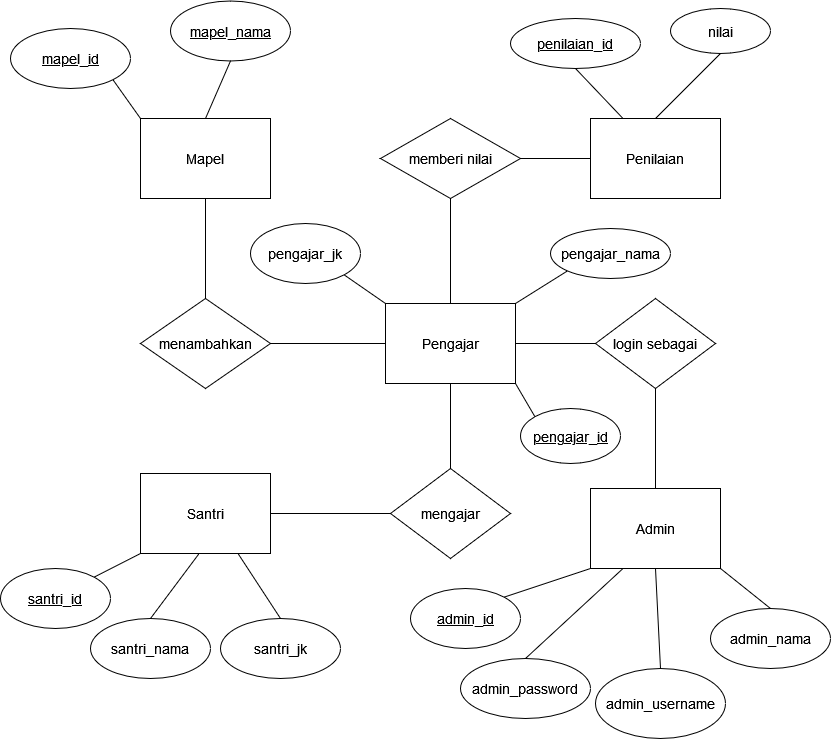 mapel_nama
mapel_id
penilaian_id
nilai
Mapel
memberi nilai
Penilaian
pengajar_jk
pengajar_nama
menambahkan
Pengajar
login sebagai
pengajar_id
Santri
mengajar
Admin
santri_id
santri_nama
santri_jk
admin_id
admin_nama
admin_password
admin_username